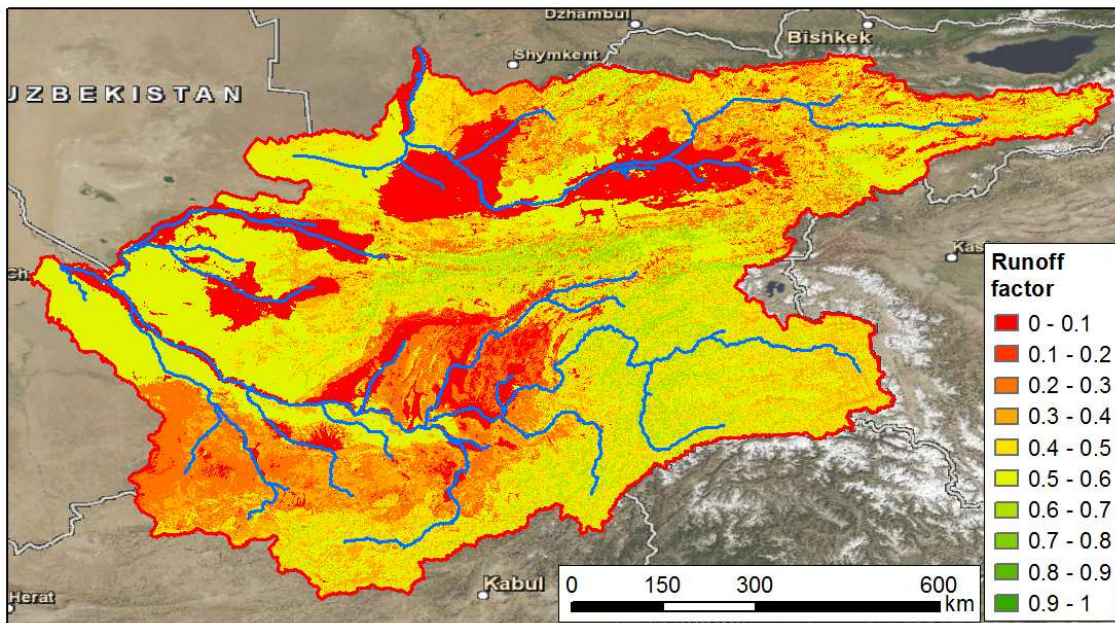 Dzhambul
Bishkek
Shymkent
UZBEKISTAN
Ch
Kas
Kabul
Herat
Runoff
factor
0 - 0.1
0.1 - 0.2
0.2 - 0.3
0.3 - 0.4
0.4 - 0.5
0.5 - 0.6
0.6 - 0.7
0.7 - 0.8
0.8 - 0.9
0.9 - 1
0 150 300 600
km